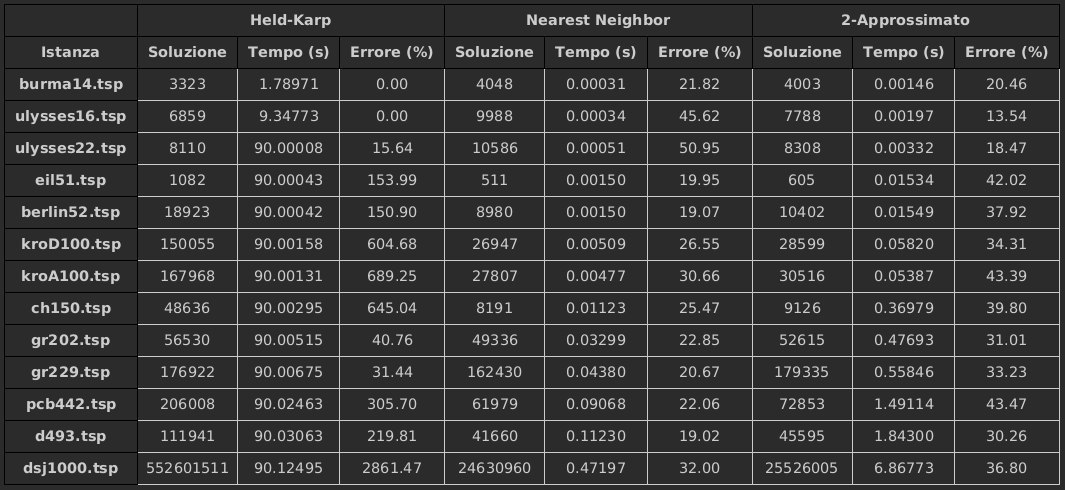 Held-Karp Nearest Neighbor 2-Approssimato
Istanza Soluzione Tempo (s) Errore (%) Soluzione Tempo (s) Errore (%) Soluzione Tempo (s) Errore (%)
burma14.tsp 3323 1.78971 0.00 4048 0.00031 21.82 4003 0.00146 20.46
ulysses16.tsp 6859 9.34773 0.00 9988 0.00034 45.62 7788 0.00197 13.54
ulysses22.tsp 8110 90.00008 15.64 10586 0.00051 50.95 8308 0.00332 18.47
eil51.tsp 1082 90.00043 153.99 511 0.00150 19.95 605 0.01534 42.02
berlin52.tsp 18923 90.00042 150.90 8980 0.00150 19.07 10402 0.01549 37.92
kroD100.tsp 150055 90.00158 604.68 26947 0.00509 26.55 28599 0.05820 34.31
kroA100.tsp 167968 90.00131 689.25 27807 0.00477 30.66 30516 0.05387 43.39
ch150.tsp 48636 90.00295 645.04 8191 0.01123 25.47 9126 0.36979 39.80
gr202.tsp 56530 90.00515 40.76 49336 0.03299 22.85 52615 0.47693 31.01
gr229.tsp 176922 90.00675 31.44 162430 0.04380 20.67 179335 0.55846 33.23
pcb442.tsp 206008 90.02463 305.70 61979 0.09068 22.06 72853 1.49114 43.47
d493.tsp 111941 90.03063 219.81 41660 0.11230 19.02 45595 1.84300 30.26
dsj1000.tsp 552601511 90.12495 2861.47 24630960 0.47197 32.00 25526005 6.86773 36.80